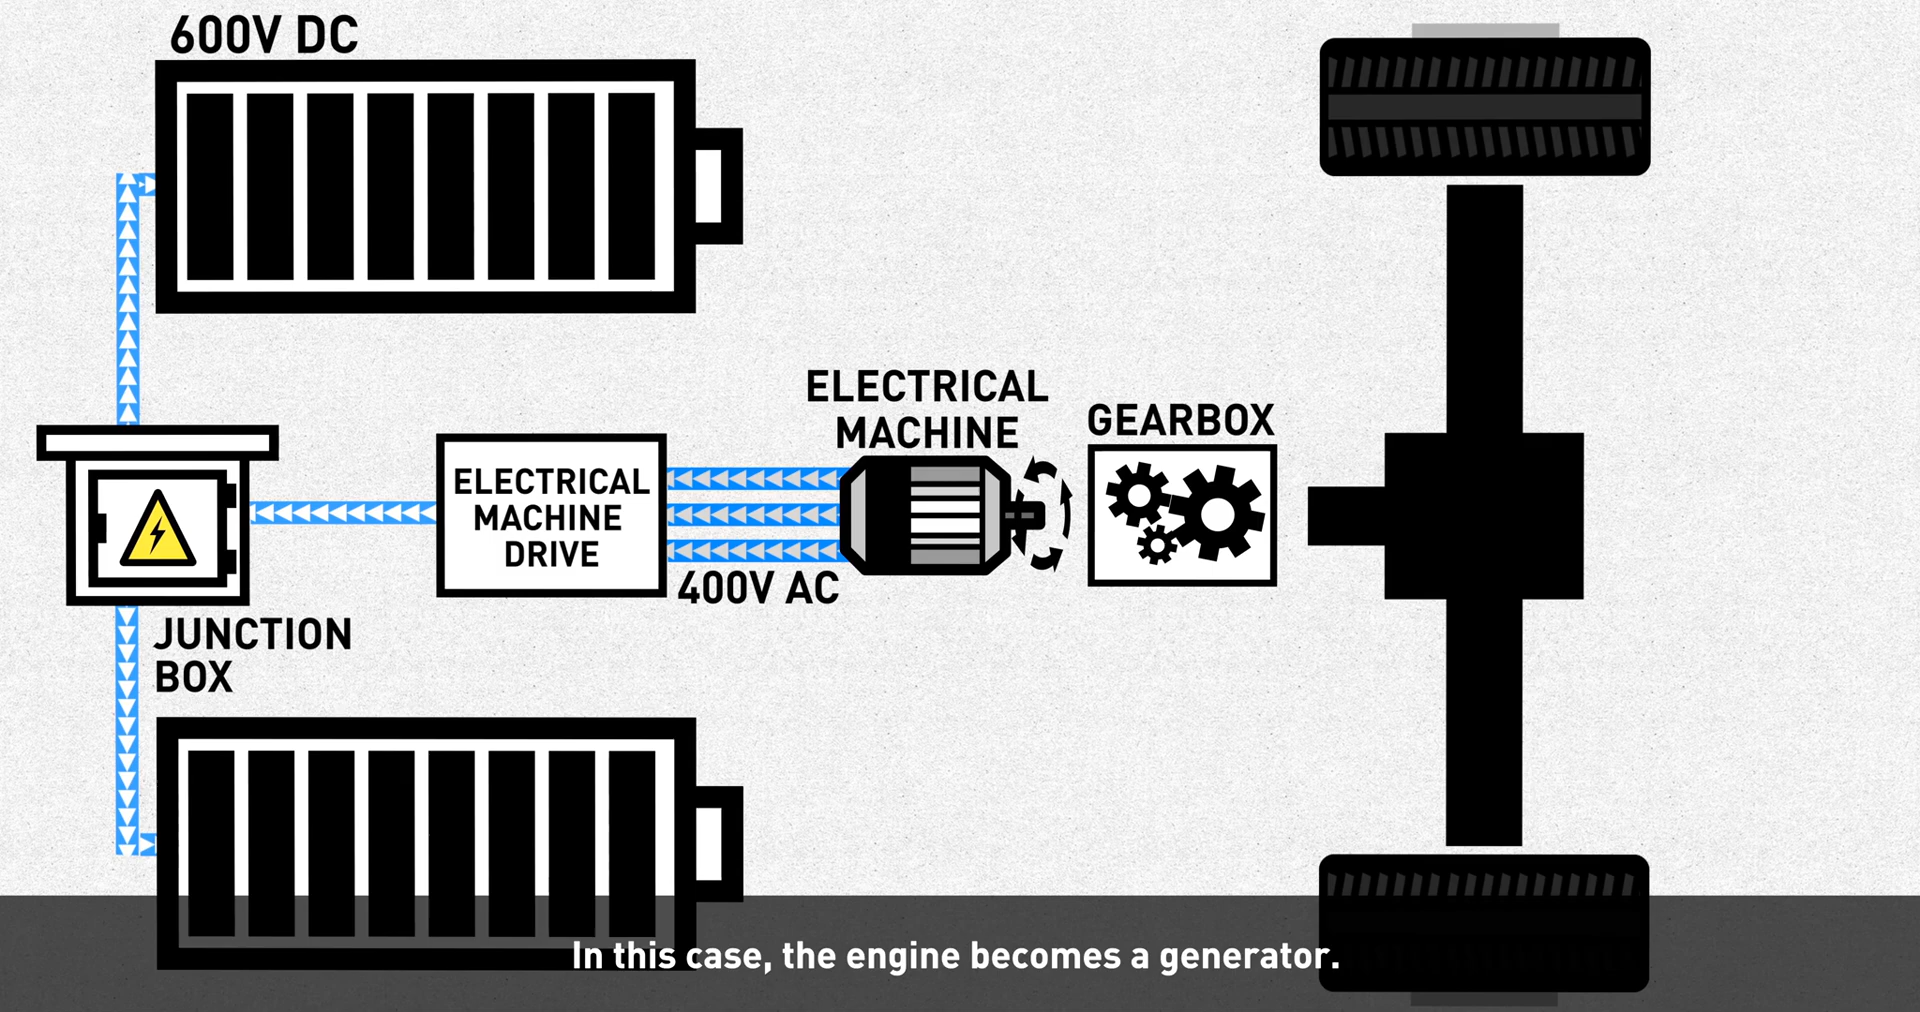 600V DC
ELECTRICAL
MACHINE
GEARBOX
ELECTRICAL
MACHINE
DRIVE
400V AC
JUNCTION
BOX
In this case, the engine becomes a generator.